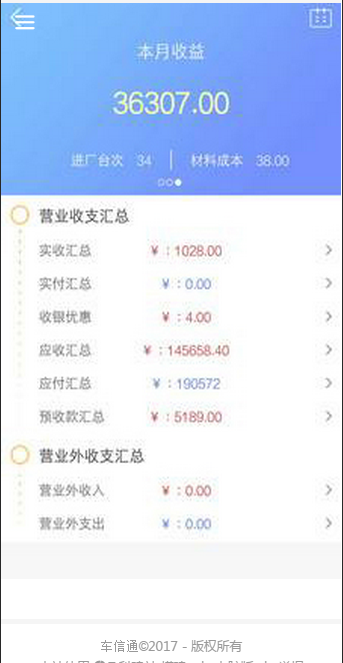 本月收益
36307.00
进厂台次 34 材料成本 38.00
营业收支汇总
实收汇总 ¥ ：1028.00
实付汇总 ¥ ：0.00
收银优惠 ¥ ：4.00
应收汇总 ¥ ：145658.40
应付汇总 ¥ ：190572
预收款汇总 ¥ ：5189.00
营业外收支汇总
营业外收入 ¥ ：0.00
营业外支出 ¥ ：0.00
车信通©2017 - 版权所有